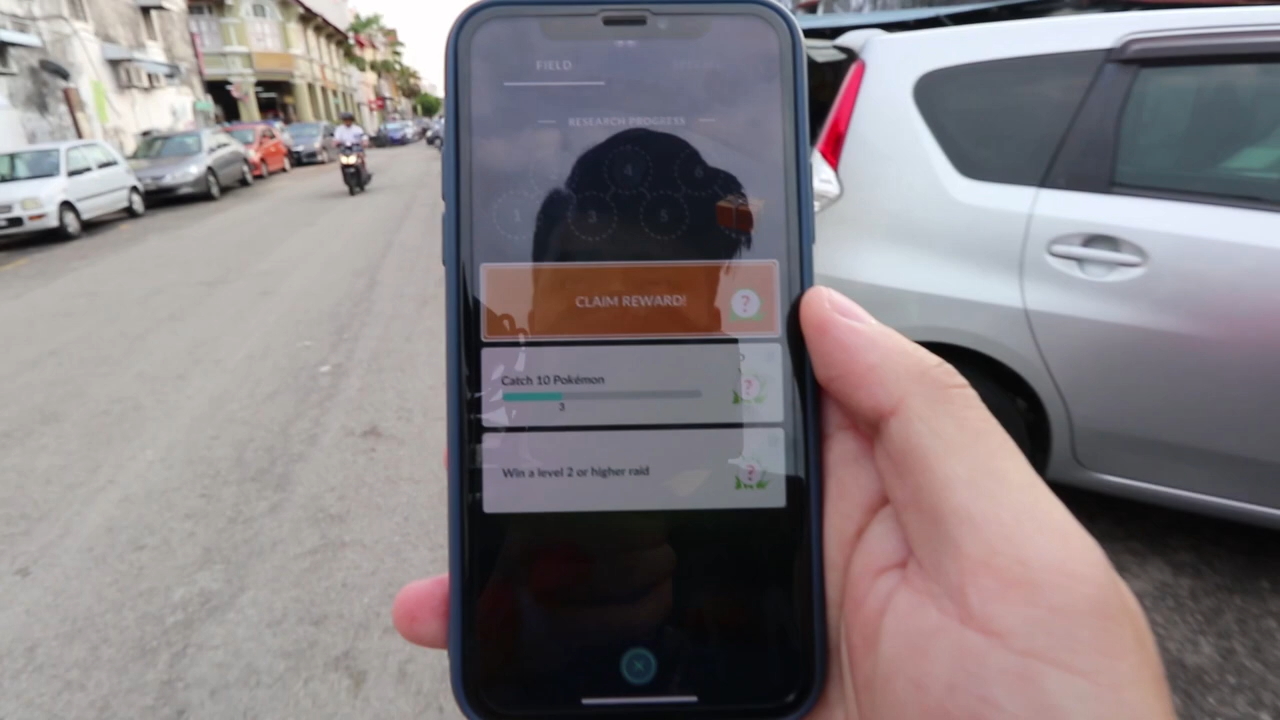 FIELD
RESEARCH PROGRESS
4 6
1 3 5
CLAIM REWARD!
?
Catch 10 Pokémon
?
3
Win a level 2 or higher raid
?